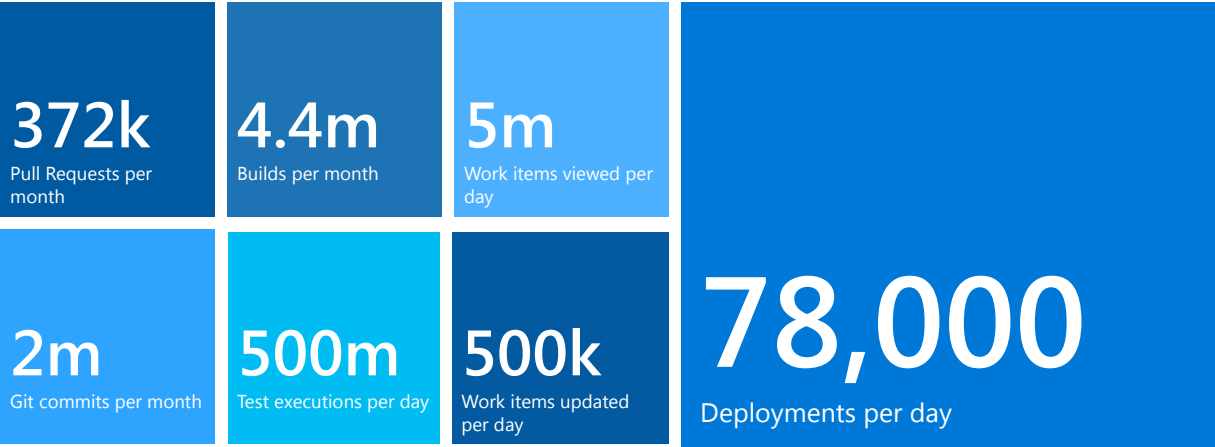 372k
Pull Requests per
month
4.4m
Builds per month
5m
Work items viewed per
day
2m
Git commits per month
500m
Test executions per day
500k
Work items updated
per day
78,000
Deployments per day